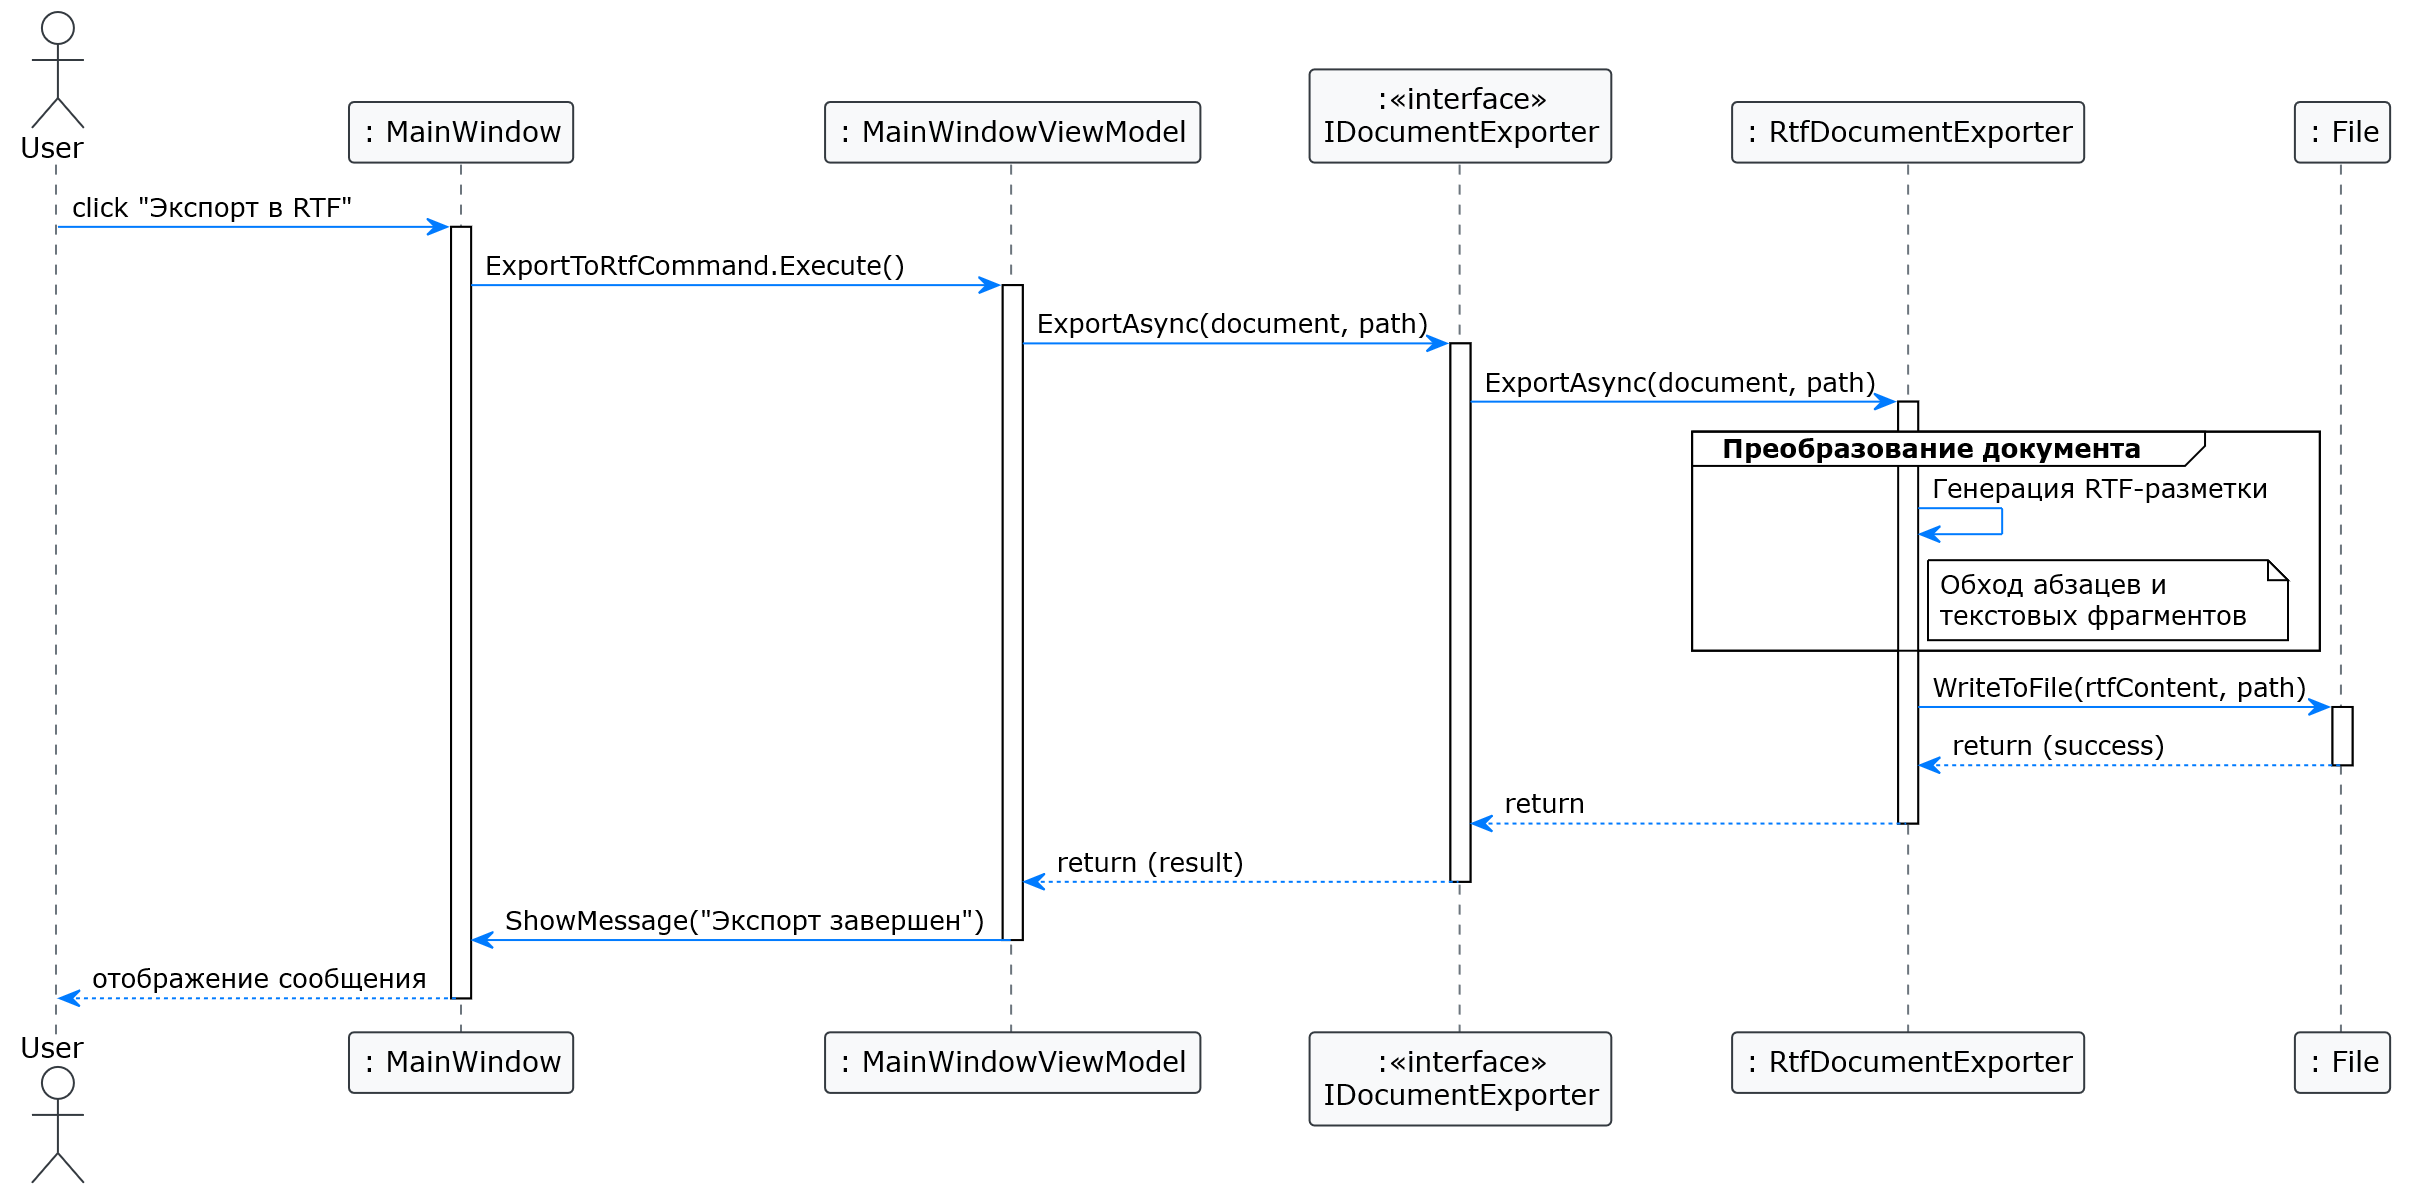 User
: MainWindow
: MainWindowViewModel
:«interface»
IDocumentExporter
: RtfDocumentExporter
: File
click "Экспорт в RTF"
ExportToRtfCommand.Execute()
ExportAsync(document, path)
ExportAsync(document, path)
Преобразование документа
Генерация RTF-разметки
Обход абзацев и
текстовых фрагментов
WriteToFile(rtfContent, path)
return (success)
return
return (result)
ShowMessage("Экспорт завершен")
отображение сообщения
User
: MainWindow
: MainWindowViewModel
:«interface»
IDocumentExporter
: RtfDocumentExporter
: File